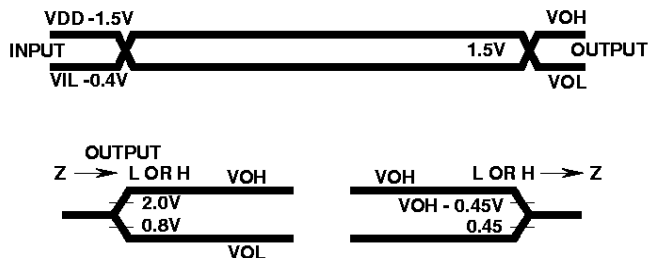 VDD -1.5V VOH
INPUT 1.5V OUTPUT
VIL -0.4V VOL
OUTPUT
Z L OR H VOH VOH L OR H Z
2.0V VOH - 0.45V
0.8V 0.45
VOL